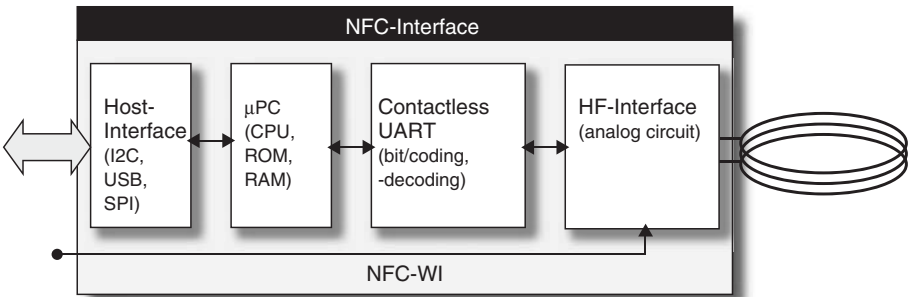 NFC-Interface
Host-
Interface
(I2C,
USB,
SPI)
μPC
(CPU,
ROM,
RAM)
Contactless
UART
(bit/coding,
-decoding)
HF-Interface
(analog circuit)
NFC-WI